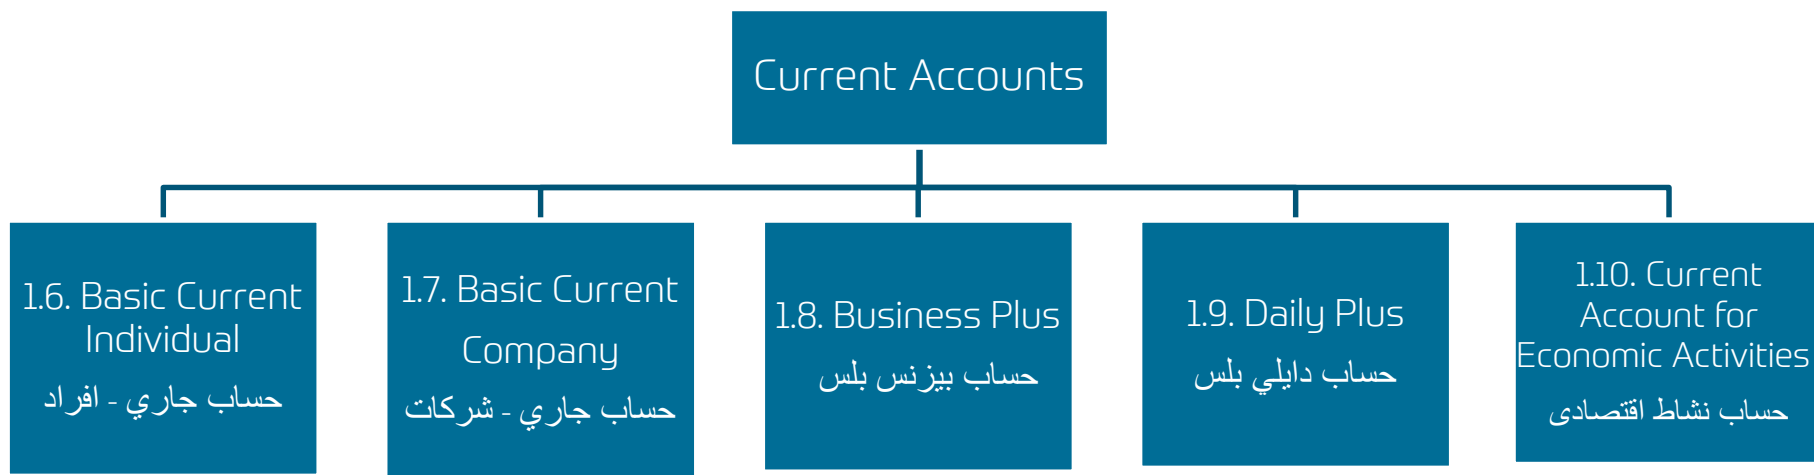 Current Accounts
1.6. Basic Current
Individual
حساب جاري - افراد
1.7. Basic Current
Company
حساب جاري - شركات
1.8. Business Plus
حساب بيزنس بلس
1.9. Daily Plus
حساب دايلي بلس
1.10. Current
Account for
Economic Activities
حساب نشاط اقتصادى